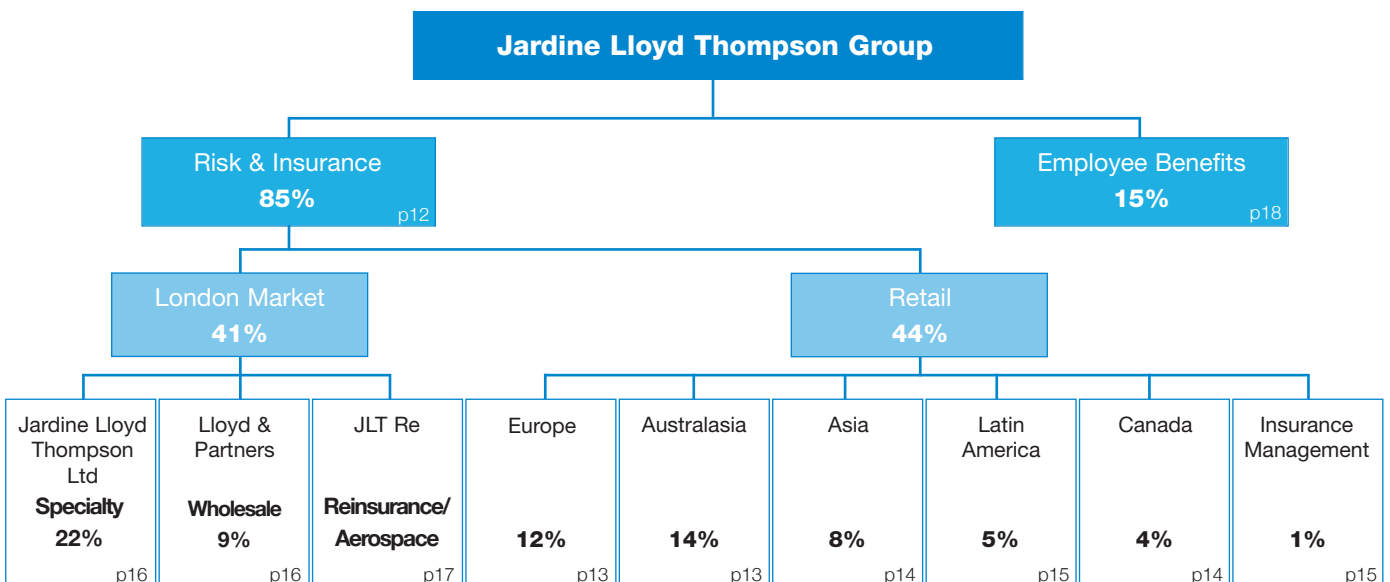 Jardine Lloyd Thompson Group
Risk & Insurance
85%
p12
Employee Benefits
15%
p18
London Market
41%
Retail
44%
Jardine Lloyd
Thompson
Ltd
Specialty
22%
p16
Lloyd &
Partners
Wholesale
9%
p16
JLT Re
Reinsurance/
Aerospace
p17
Europe
12%
p13
Australasia
14%
p13
Asia
8%
p14
Latin
America
5%
p15
Canada
4%
p14
Insurance
Management
1%
p15